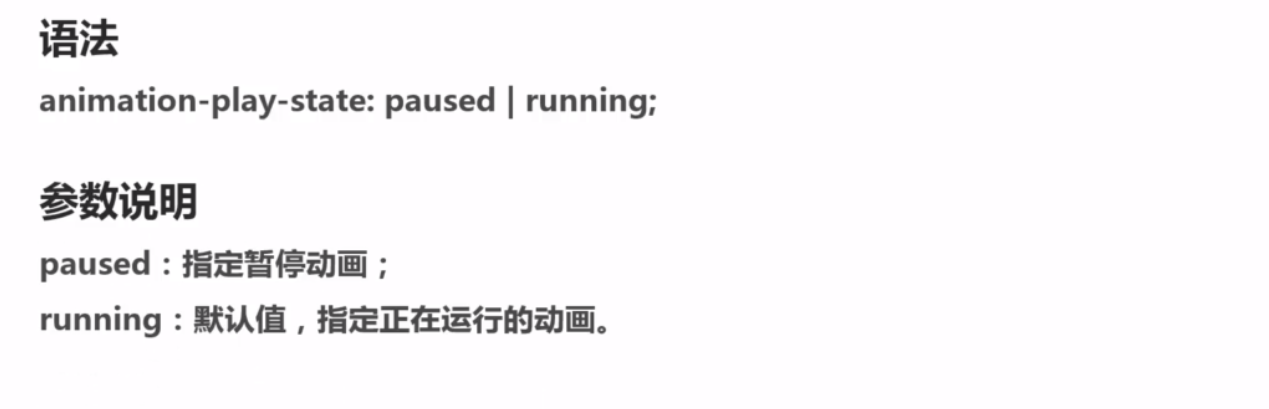 语法
animation-play-state: paused | running;
参数说明
paused：指定暂停动画；
running：默认值，指定正在运行的动画。